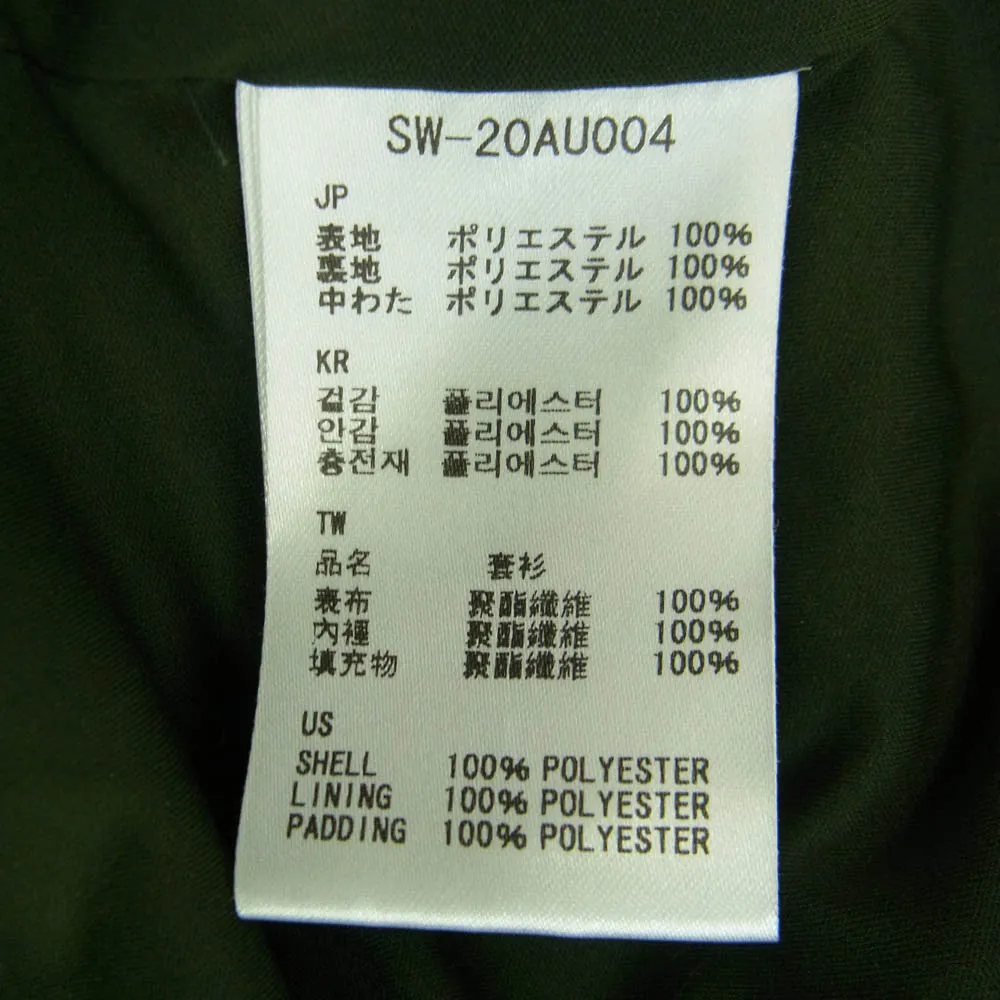 SW-20AU004
JP
表地 ポリエステル 100%
裏地 ポリエステル 100%
中わた ポリエステル 100%
KR
겉감 폴리에스터 100%
안감 폴리에스터 100%
충전재 폴리에스터 100%
TW
品名 套衫
表布 聚酯纖維 100%
內裡 聚酯纖維 100%
填充物 聚酯纖維 100%
US
SHELL 100% POLYESTER
LINING 100% POLYESTER
PADDING 100% POLYESTER